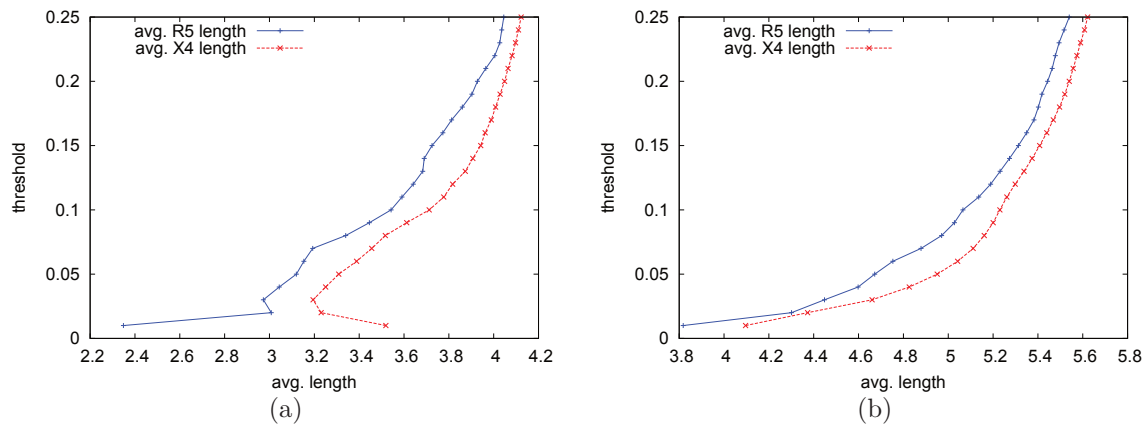 0.25
avg. R5 length
avg. X4 length
0.2
0.15
threshold
0.1
0.05
0
2.2 2.4 2.6 2.8 3 3.2 3.4 3.6 3.8 4 4.2
avg. length
(a)
0.25
avg. R5 length
avg. X4 length
0.2
0.15
threshold
0.1
0.05
0
3.8 4 4.2 4.4 4.6 4.8 5 5.2 5.4 5.6 5.8
avg. length
(b)